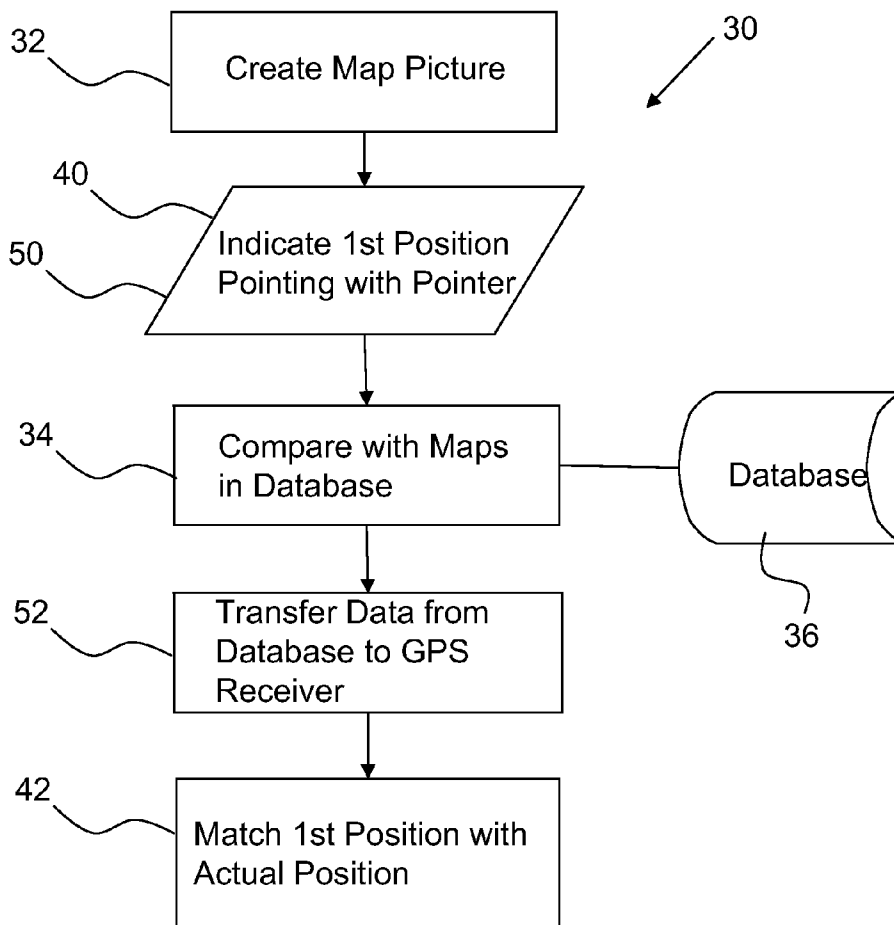 32
Create Map Picture
30
40
50
Indicate 1st Position
Pointing with Pointer
34
Compare with Maps
in Database
Database
36
52
Transfer Data from
Database to GPS
Receiver
42
Match 1st Position with
Actual Position